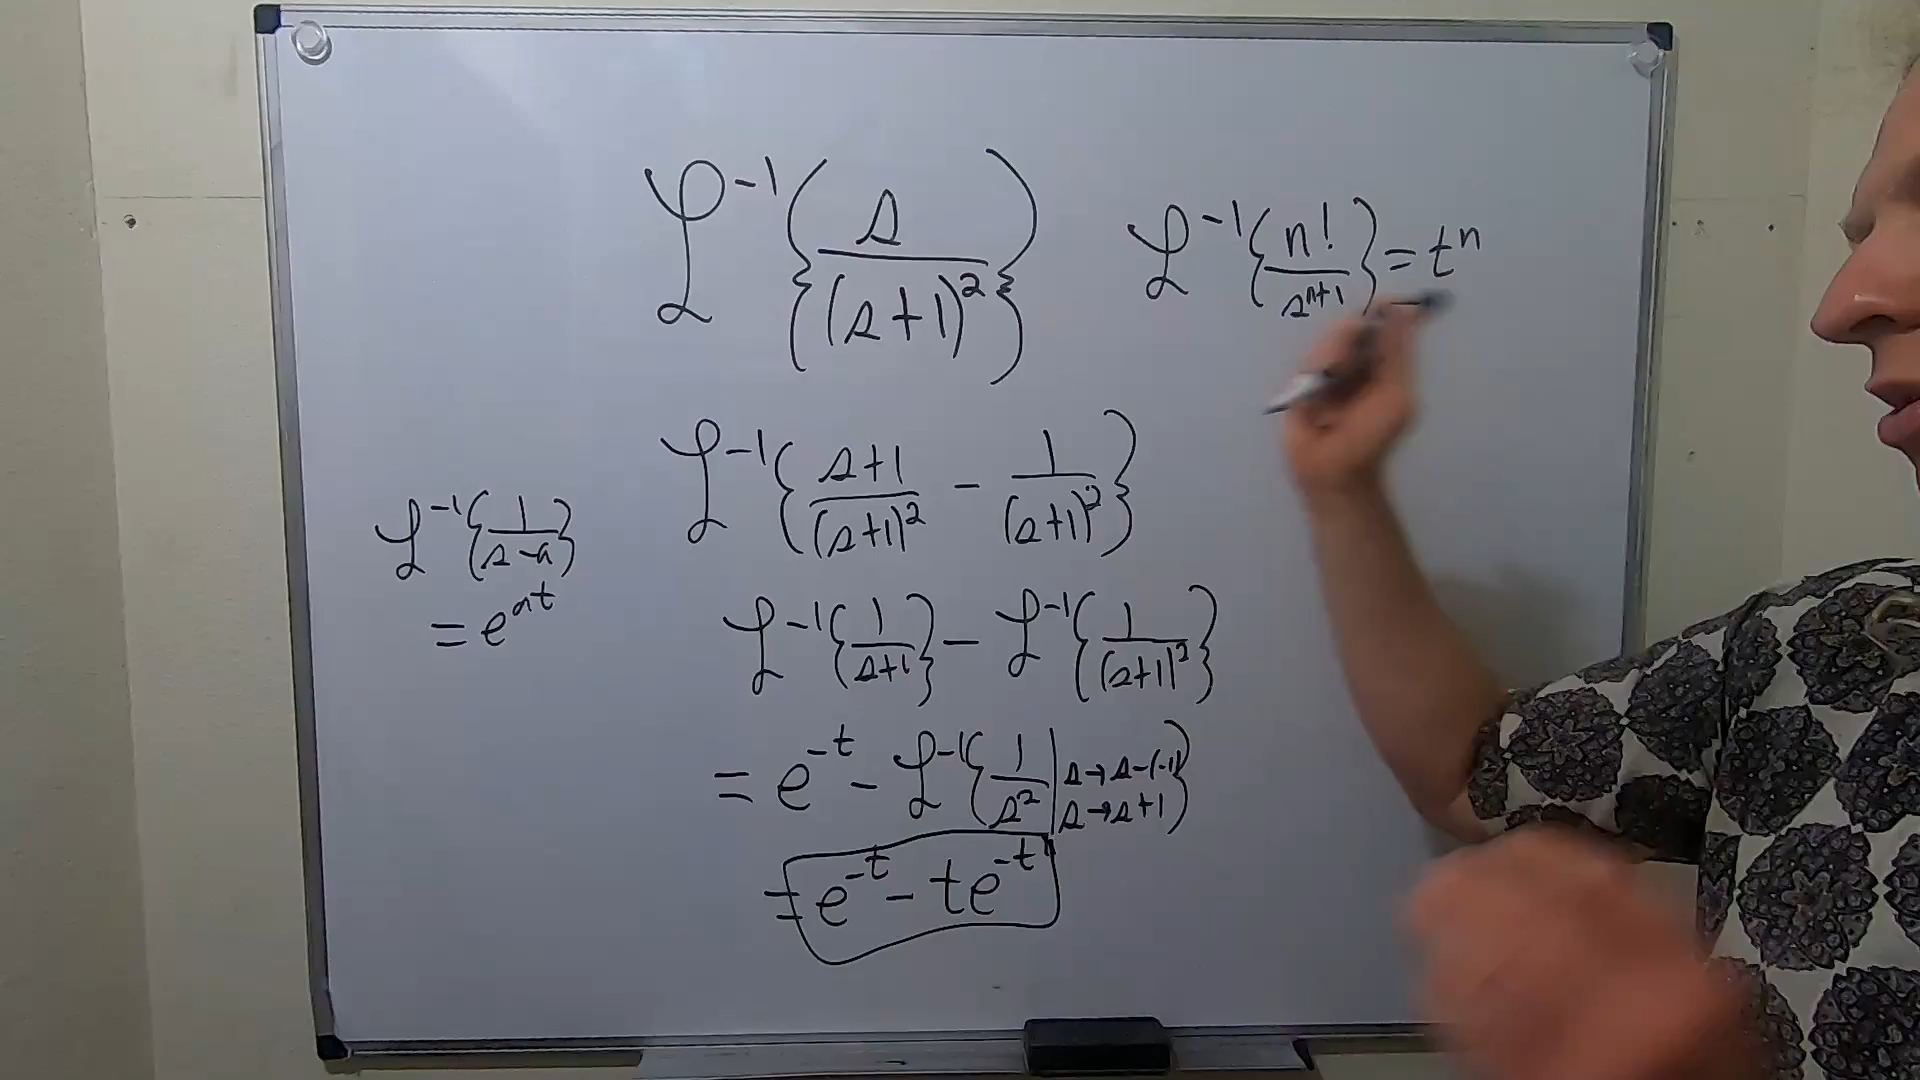 ℒ⁻¹{s/(s+1)²}
ℒ⁻¹{n!/sⁿ⁺¹} = tⁿ
ℒ⁻¹{(s+1)/(s+1)² - 1/(s+1)²}
ℒ⁻¹{1/(s-a)}
= eᵃᵗ
ℒ⁻¹{1/(s+1)} - ℒ⁻¹{1/(s+1)²}
= e⁻ᵗ - ℒ⁻¹{1/s² | s→s-(-1) s→s+1}
= e⁻ᵗ - te⁻ᵗ